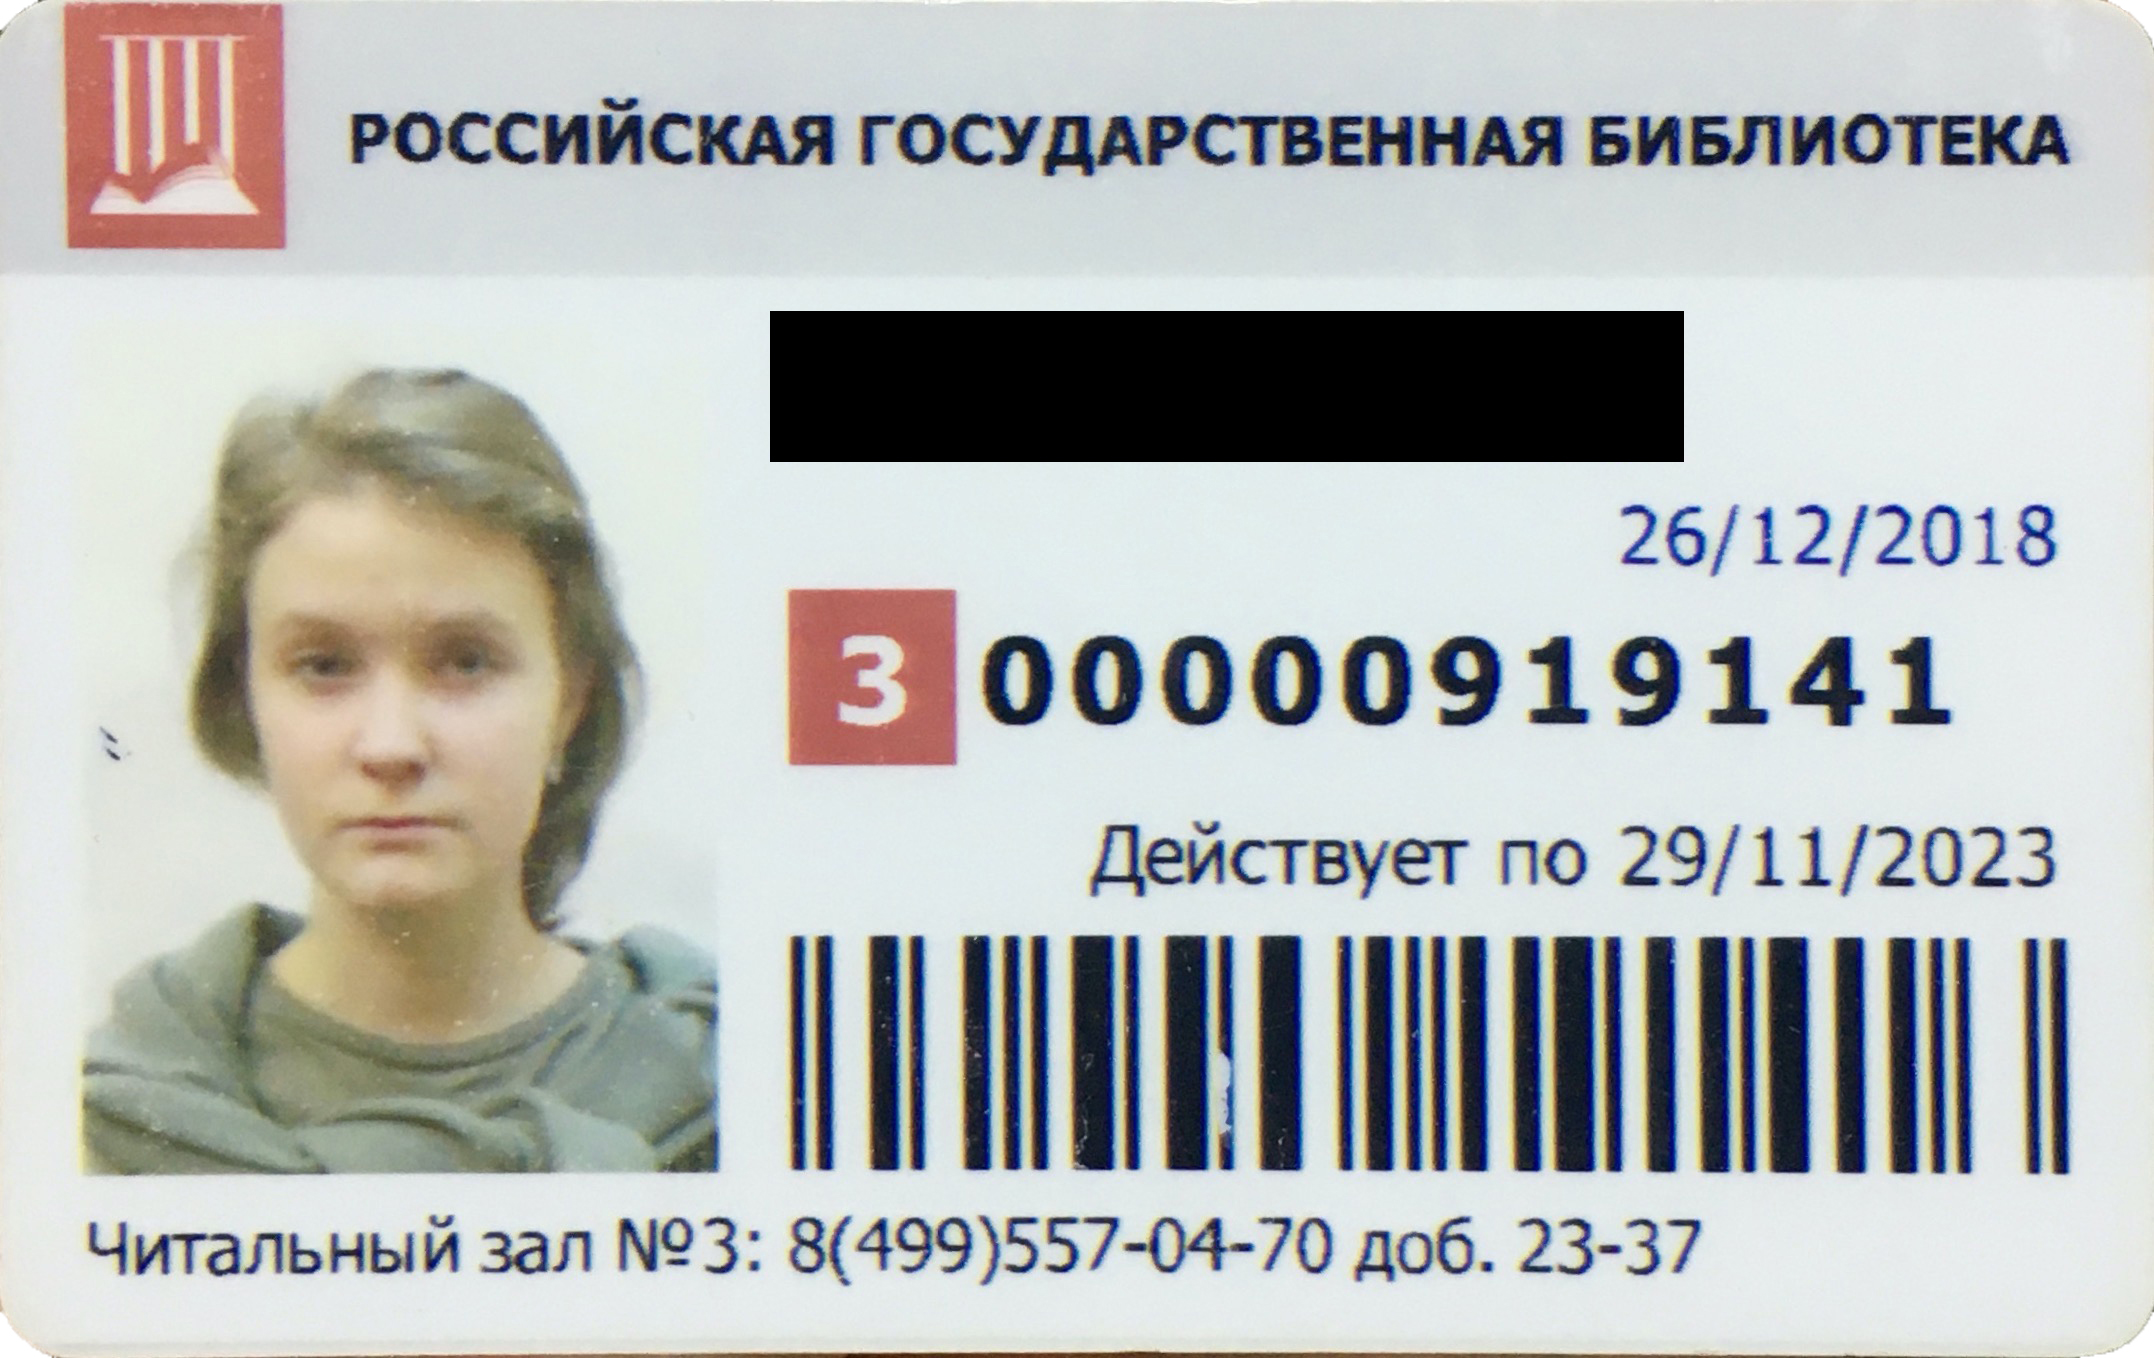 РОССИЙСКАЯ ГОСУДАРСТВЕННАЯ БИБЛИОТЕКА
26/12/2018
3 00000919141
Действует по 29/11/2023
Читальный зал №3: 8(499)557-04-70 доб. 23-37